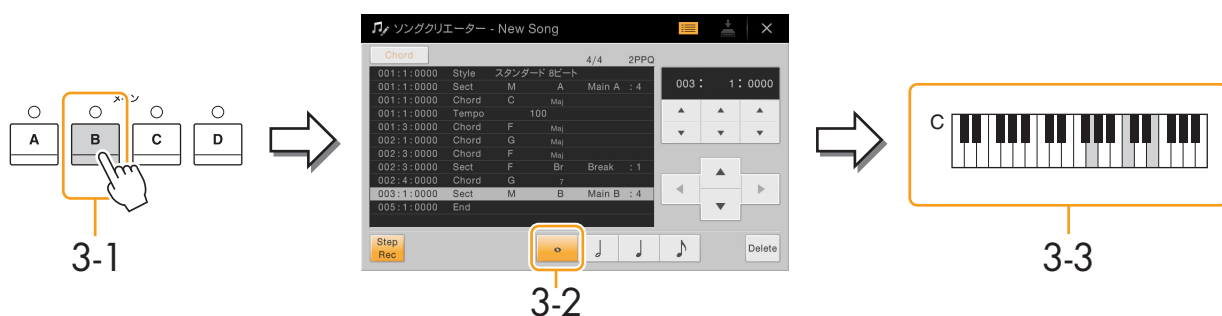 メイン
A B C D
3-1
ソングクリエーター - New Song
Chord
4/4 2PPQ
001:1:0000 Style スタンダード 8ビート
001:1:0000 Sect M A Main A : 4
001:1:0000 Chord C Maj
001:1:0000 Tempo 100
001:3:0000 Chord F Maj
002:1:0000 Chord G Maj
002:3:0000 Chord F Maj
002:3:0000 Sect F Br Break : 1
002:4:0000 Chord G 7
003:1:0000 Sect M B Main B : 4
005:1:0000 End
003: 1: 0000
Step
Rec
Delete
3-2
C
3-3